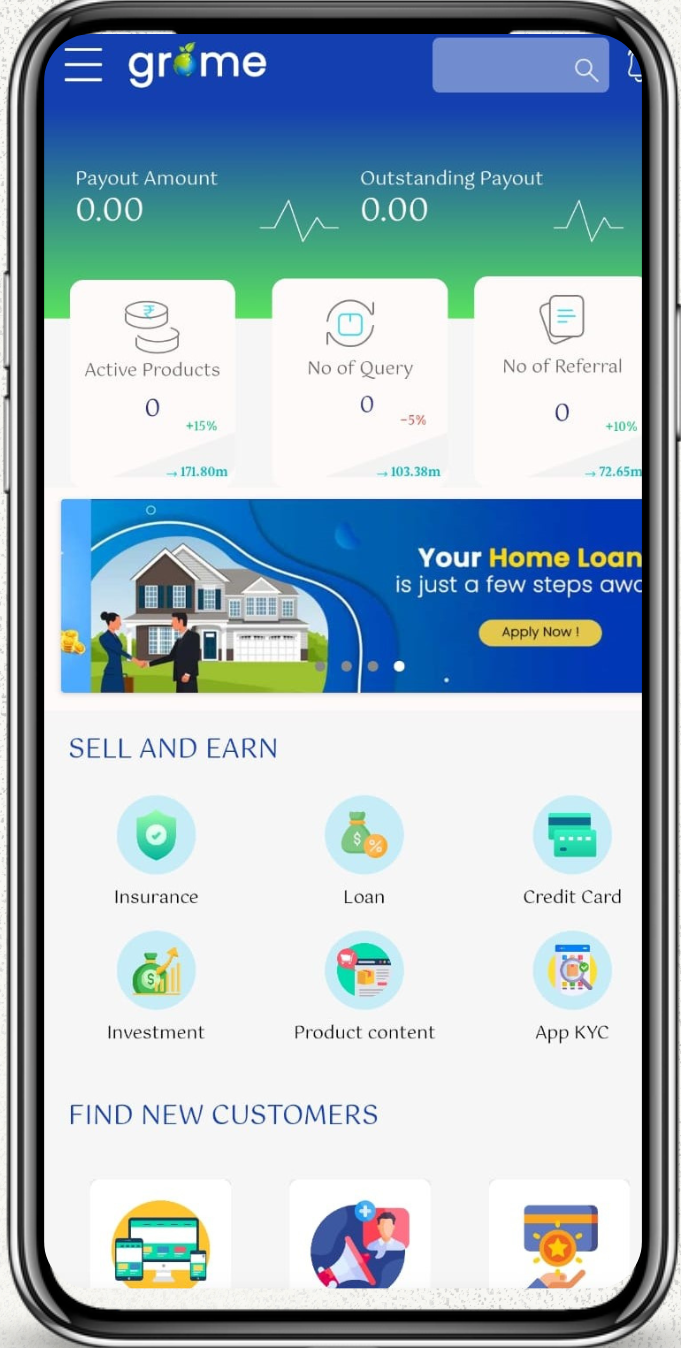 grome
Payout Amount
0.00
Outstanding Payout
0.00
₹
Active Products
0
+15%
→ 171.80m
No of Query
0
-5%
→ 103.38m
No of Referral
0
+10%
→ 72.65m
Your Home Loan
is just a few steps awa
Apply Now !
SELL AND EARN
Insurance
$ %
Loan
Credit Card
$
Investment
Product content
App KYC
FIND NEW CUSTOMERS